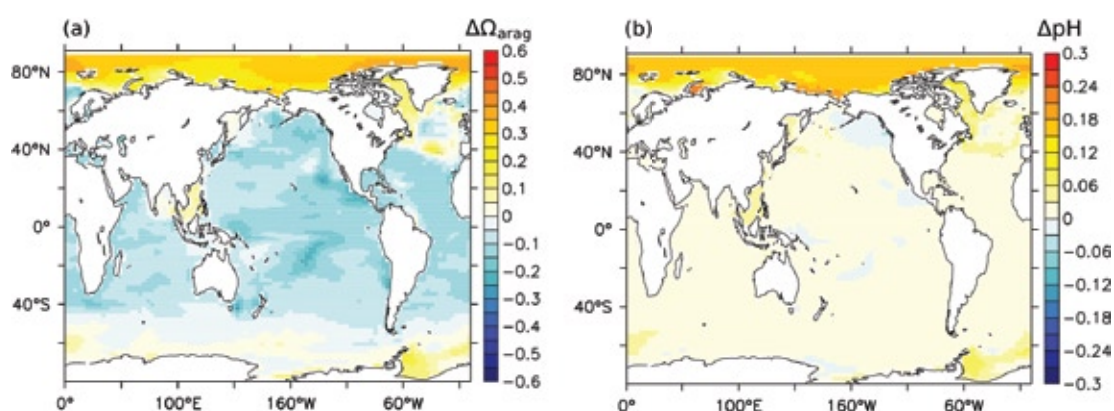 (a)
ΔΩarag
0.6
0.5
0.4
0.3
0.2
0.1
0
−0.1
−0.2
−0.3
−0.4
−0.5
−0.6
80°N
40°N
0°
40°S
0°
100°E
160°W
60°W
(b)
ΔpH
0.3
0.24
0.18
0.12
0.06
0
−0.06
−0.12
−0.18
−0.24
−0.3
80°N
40°N
0°
40°S
0°
100°E
160°W
60°W